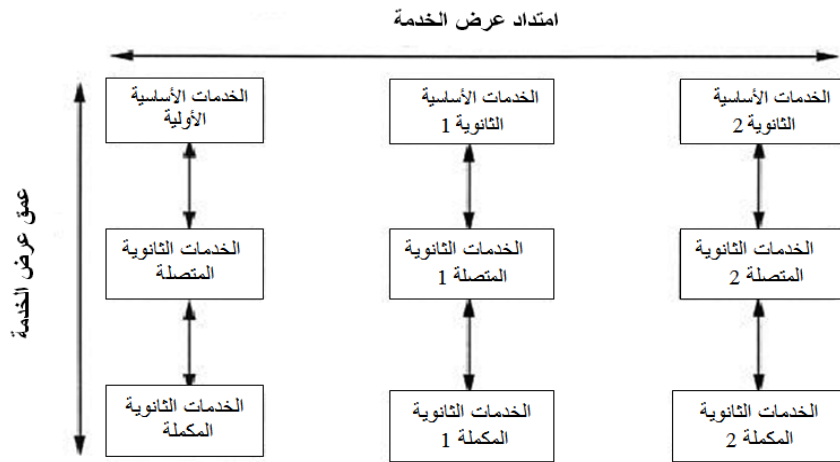 امتداد عرض الخدمة
عمق عرض الخدمة
الخدمات الأساسية
الأولية
الخدمات الأساسية
الثانوية 1
الخدمات الأساسية
الثانوية 2
الخدمات الثانوية
المتصلة
الخدمات الثانوية
المتصلة 1
الخدمات الثانوية
المتصلة 2
الخدمات الثانوية
المكملة
الخدمات الثانوية
المكملة 1
الخدمات الثانوية
المكملة 2